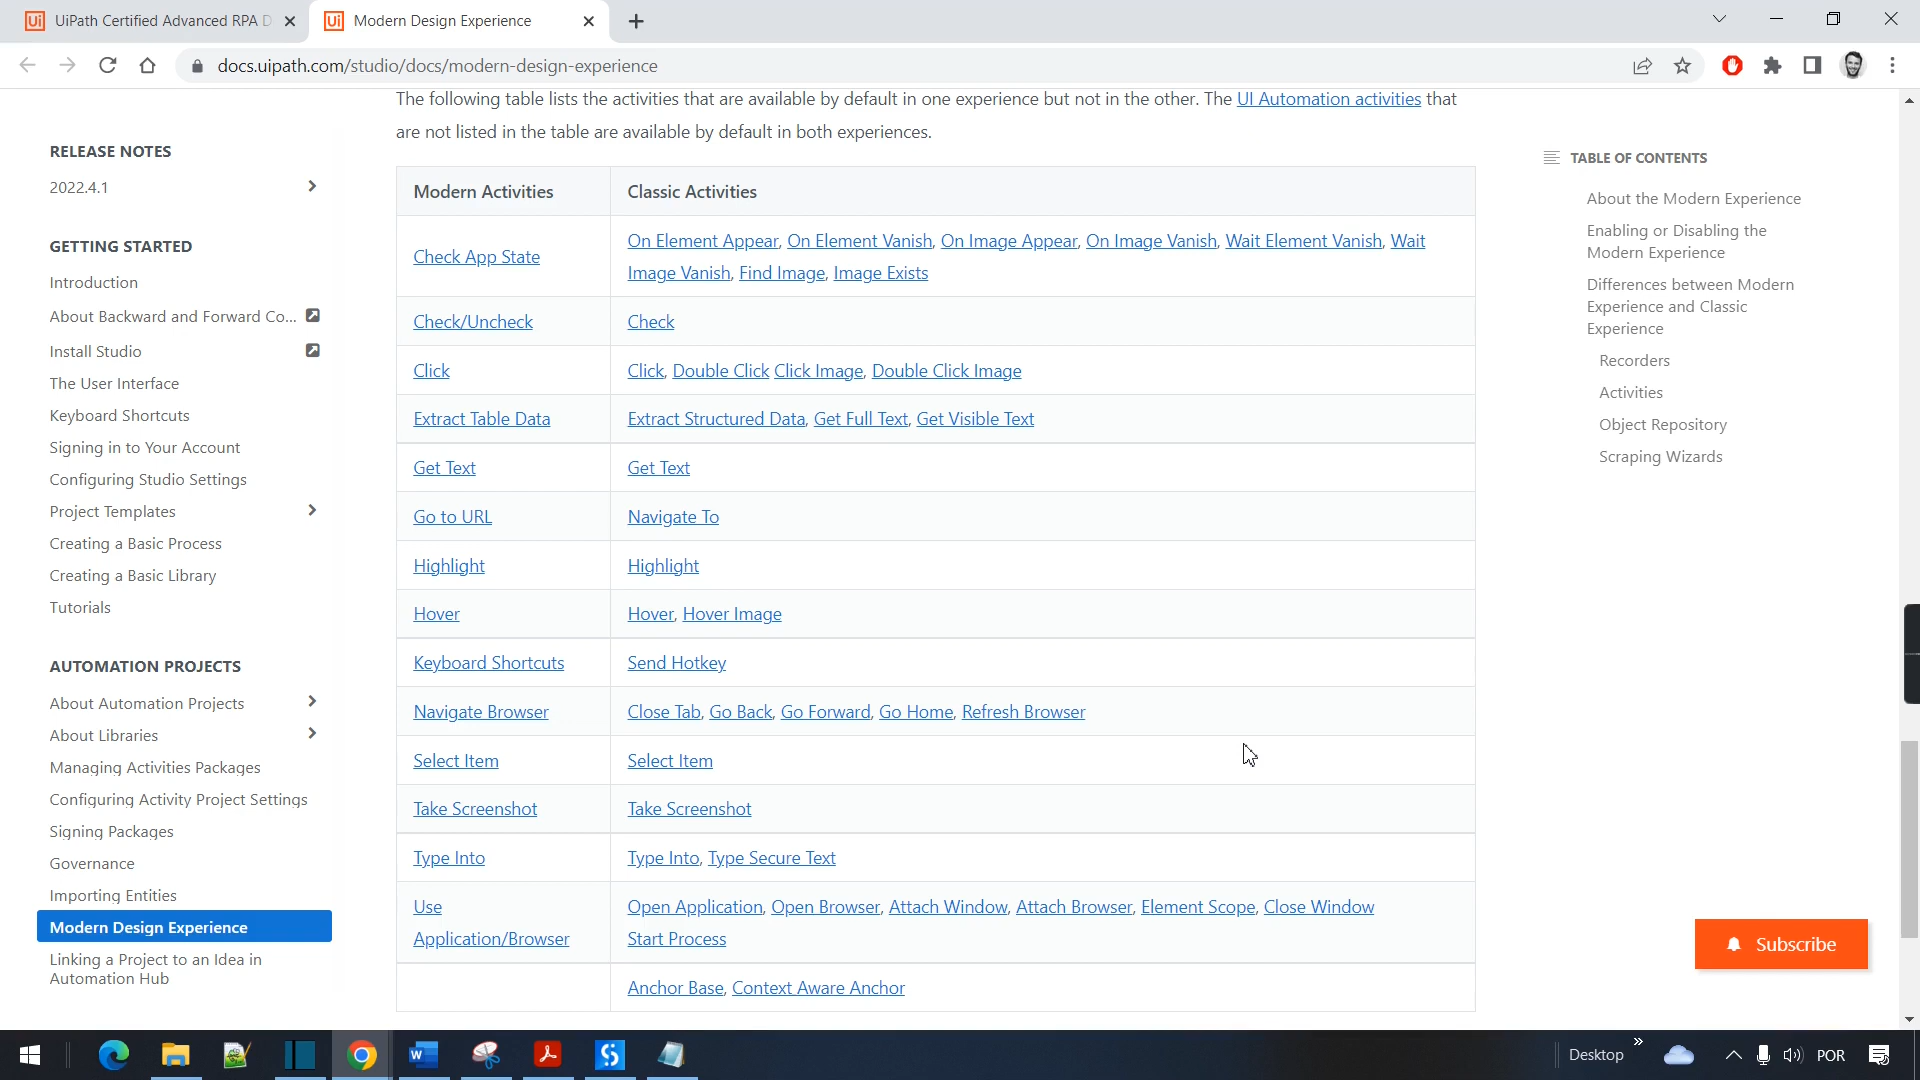 UiPath Certified Advanced RPA D
Modern Design Experience
docs.uipath.com/studio/docs/modern-design-experience
The following table lists the activities that are available by default in one experience but not in the other. The UI Automation activities that
are not listed in the table are available by default in both experiences.
RELEASE NOTES
2022.4.1
GETTING STARTED
Introduction
About Backward and Forward Co...
Install Studio
The User Interface
Keyboard Shortcuts
Signing in to Your Account
Configuring Studio Settings
Project Templates
Creating a Basic Process
Creating a Basic Library
Tutorials
AUTOMATION PROJECTS
About Automation Projects
About Libraries
Managing Activities Packages
Configuring Activity Project Settings
Signing Packages
Governance
Importing Entities
Modern Design Experience
Linking a Project to an Idea in
Automation Hub
Modern Activities Classic Activities
Check App State On Element Appear, On Element Vanish, On Image Appear, On Image Vanish, Wait Element Vanish, Wait
Image Vanish, Find Image, Image Exists
Check/Uncheck Check
Click Click, Double Click Click Image, Double Click Image
Extract Table Data Extract Structured Data, Get Full Text, Get Visible Text
Get Text Get Text
Go to URL Navigate To
Highlight Highlight
Hover Hover, Hover Image
Keyboard Shortcuts Send Hotkey
Navigate Browser Close Tab, Go Back, Go Forward, Go Home, Refresh Browser
Select Item Select Item
Take Screenshot Take Screenshot
Type Into Type Into, Type Secure Text
Use Open Application, Open Browser, Attach Window, Attach Browser, Element Scope, Close Window
Application/Browser Start Process
Anchor Base, Context Aware Anchor
TABLE OF CONTENTS
About the Modern Experience
Enabling or Disabling the
Modern Experience
Differences between Modern
Experience and Classic
Experience
Recorders
Activities
Object Repository
Scraping Wizards
Subscribe
Desktop
POR